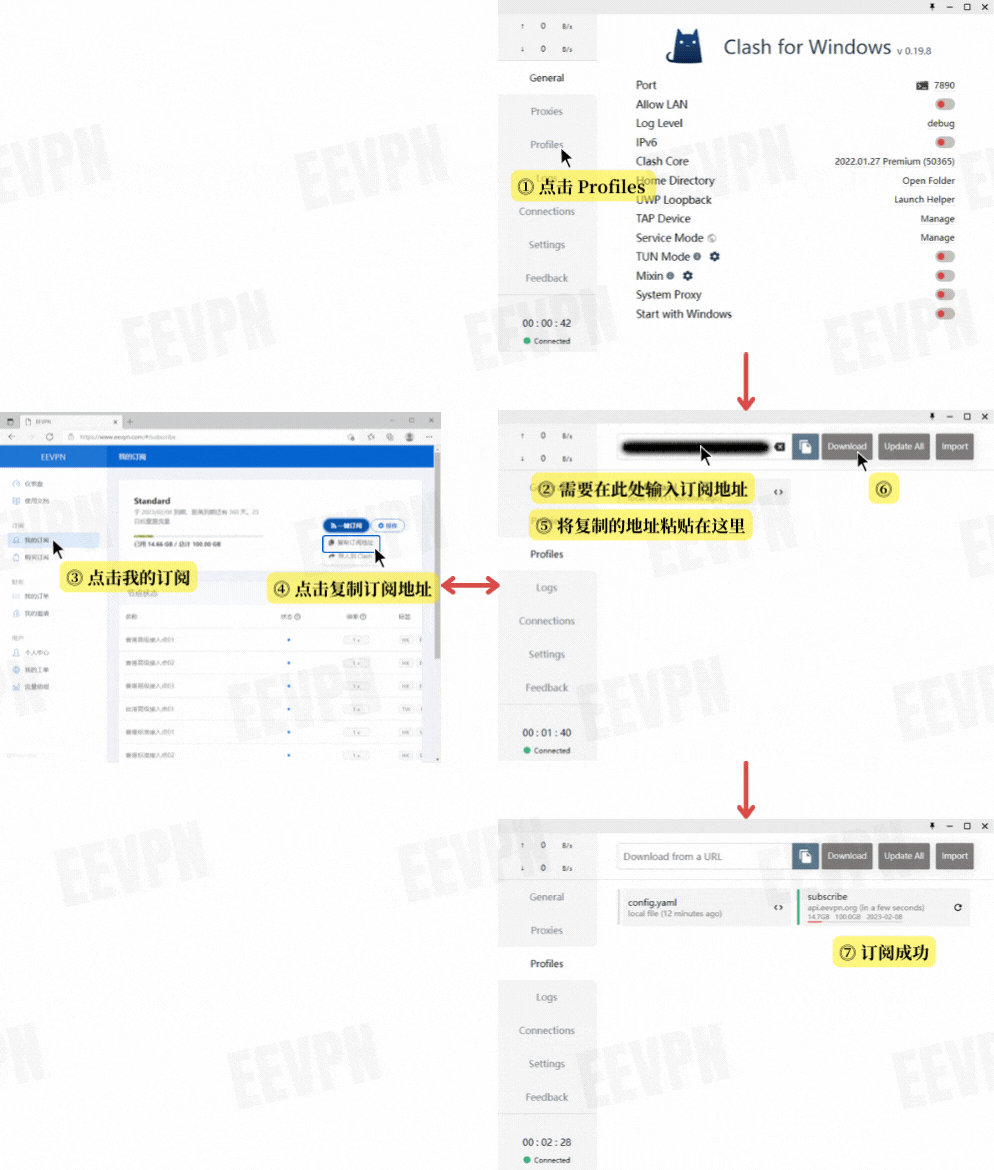 ↑ 0 B/s
↓ 0 B/s
General
Proxies
Profiles
① 点击 Profiles
Connections
Settings
Feedback
00 : 00 : 42
Connected
Clash for Windows v 0.19.8
Port 7890
Allow LAN
Log Level debug
IPv6
Clash Core 2022.01.27 Premium (50365)
Home Directory Open Folder
UWP Loopback Launch Helper
TAP Device Manage
Service Mode Manage
TUN Mode
Mixin
System Proxy
Start with Windows
EEVPN
https://www.eevpn.com/#/subscribe
EEVPN 我的订阅
仪表盘
使用文档
订阅
我的订阅
购买订阅
③ 点击我的订阅
财务
我的订单
我的邀请
用户
个人中心
我的工单
流量明细
Standard
已用 14.66 GB / 总计 100.00 GB
一键订阅
复制订阅地址
④ 点击复制订阅地址
节点状态
名称 状态 倍率 标签
↑ 0 B/s
↓ 0 B/s
Download Update All Import
② 需要在此处输入订阅地址
⑥
⑤ 将复制的地址粘贴在这里
Profiles
Logs
Connections
Settings
Feedback
00 : 01 : 40
Connected
↑ 0 B/s
↓ 0 B/s
Download from a URL
Download Update All Import
General
Proxies
Profiles
Logs
Connections
Settings
Feedback
00 : 02 : 28
Connected
config.yaml
local file (12 minutes ago)
subscribe
api.eevpn.org (in a few seconds)
14.7GB 100.0GB 2023-02-08
⑦ 订阅成功
EEVPN